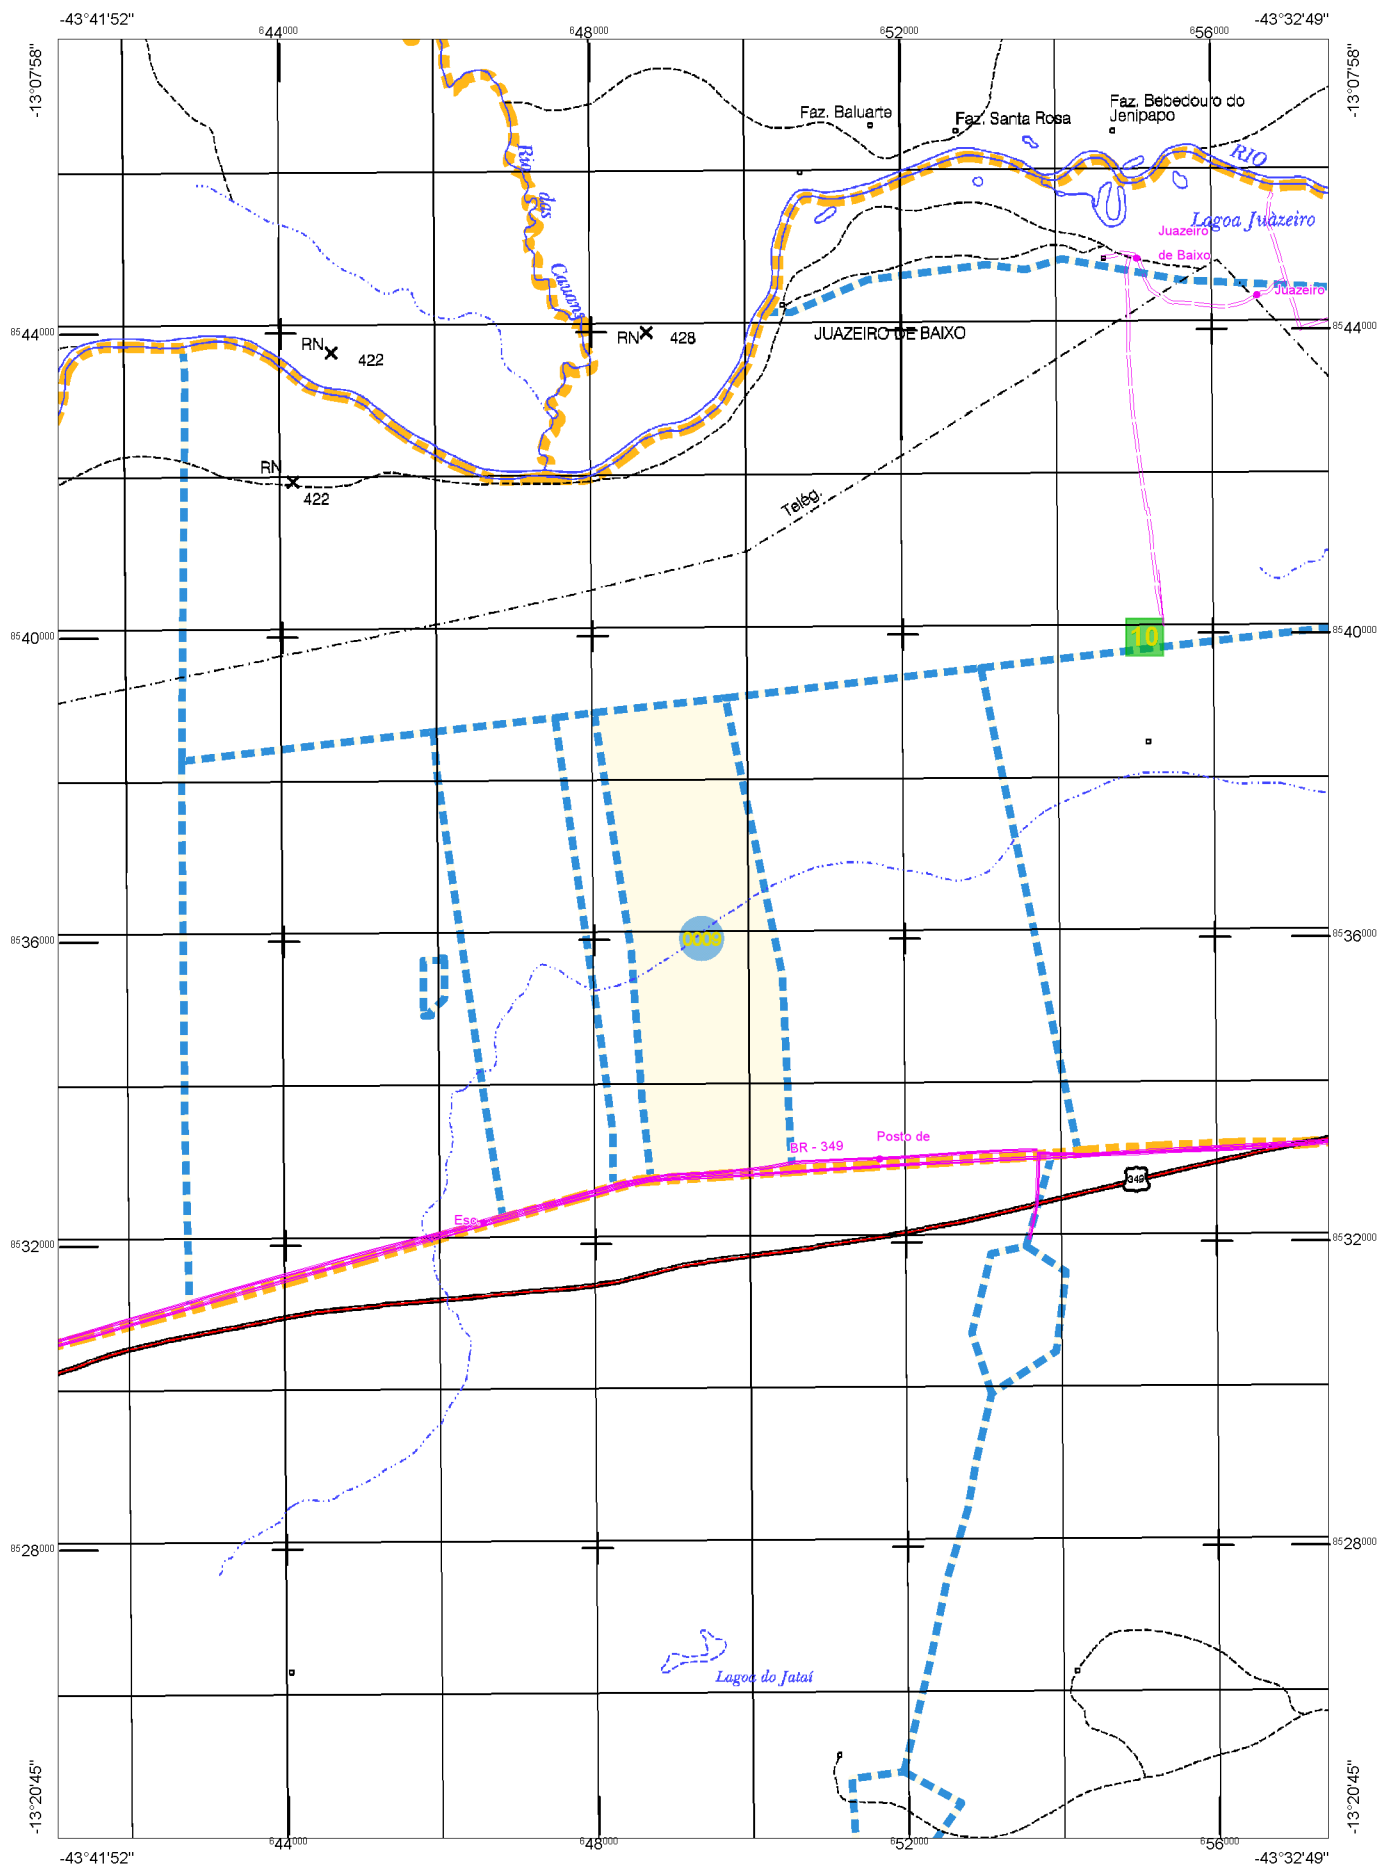 -43°41'52"
-43°32'49"
⁶44⁰⁰⁰
⁶48⁰⁰⁰
⁶52⁰⁰⁰
⁶56⁰⁰⁰
-13°07'58"
-13°07'58"
Faz. Baluarte
Faz. Santa Rosa
Faz. Bebedouro do
Jenipapo
Rio
das
RIO
Lagoa Juázeiro
Juazeiro
de Baixo
Juazeiro
⁸⁵44⁰⁰⁰
RN
422
RN
428
JUAZEIRO DE BAIXO
⁸⁵44⁰⁰⁰
RN
422
Telég.
⁸⁵40⁰⁰⁰
10
⁸⁵40⁰⁰⁰
⁸⁵36⁰⁰⁰
0009
⁸⁵36⁰⁰⁰
BR - 349
Posto de
349
Esc
⁸⁵32⁰⁰⁰
⁸⁵32⁰⁰⁰
⁸⁵28⁰⁰⁰
⁸⁵28⁰⁰⁰
Lagoa do Jataí
-13°20'45"
-13°20'45"
⁶44⁰⁰⁰
⁶48⁰⁰⁰
⁶52⁰⁰⁰
⁶56⁰⁰⁰
-43°41'52"
-43°32'49"